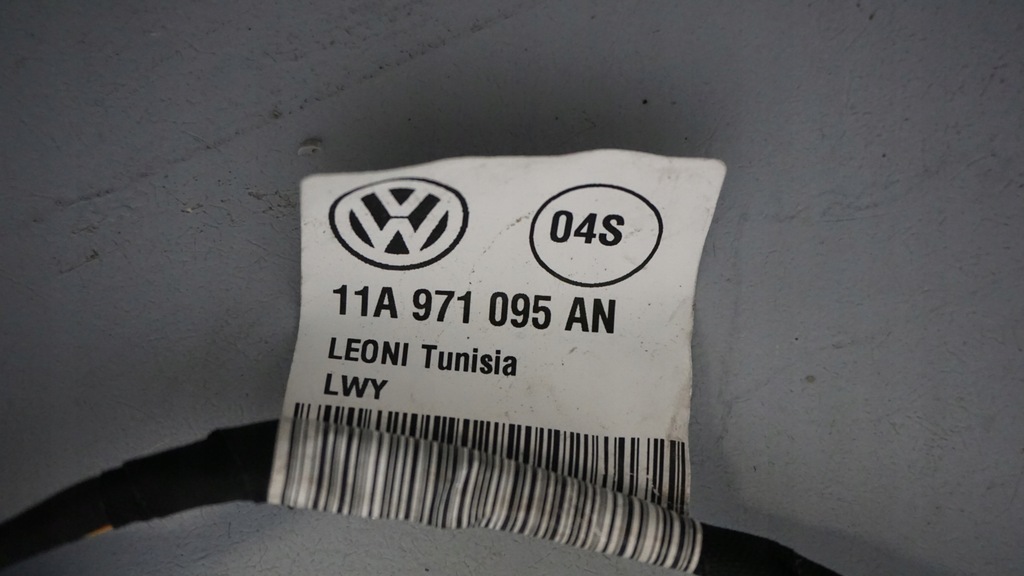 04S
11A 971 095 AN
LEONI Tunisia
LWY